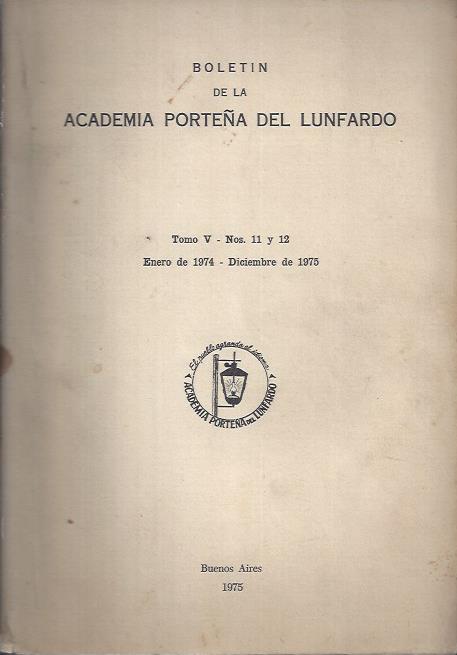 BOLETIN
DE LA
ACADEMIA PORTEÑA DEL LUNFARDO
Tomo V - Nos. 11 y 12
Enero de 1974 - Diciembre de 1975
El pueblo agranda el idioma
ACADEMIA PORTEÑA DEL LUNFARDO
Buenos Aires
1975